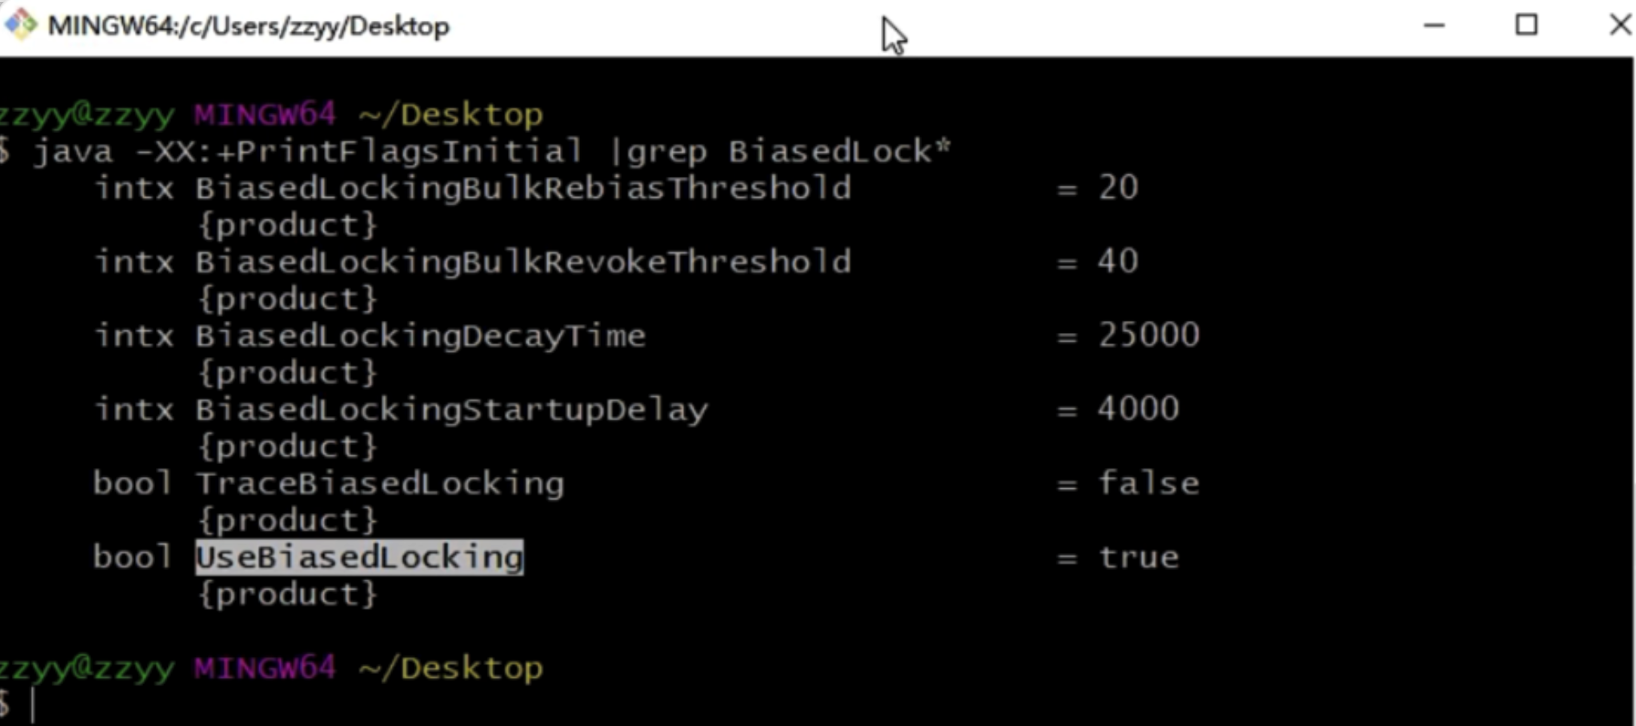 MINGW64:/c/Users/zzyy/Desktop
zzyy@zzyy MINGW64 ~/Desktop
$ java -XX:+PrintFlagsInitial |grep BiasedLock*
intx BiasedLockingBulkRebiasThreshold = 20
{product}
intx BiasedLockingBulkRevokeThreshold = 40
{product}
intx BiasedLockingDecayTime = 25000
{product}
intx BiasedLockingStartupDelay = 4000
{product}
bool TraceBiasedLocking = false
{product}
bool UseBiasedLocking = true
{product}
zzyy@zzyy MINGW64 ~/Desktop
$